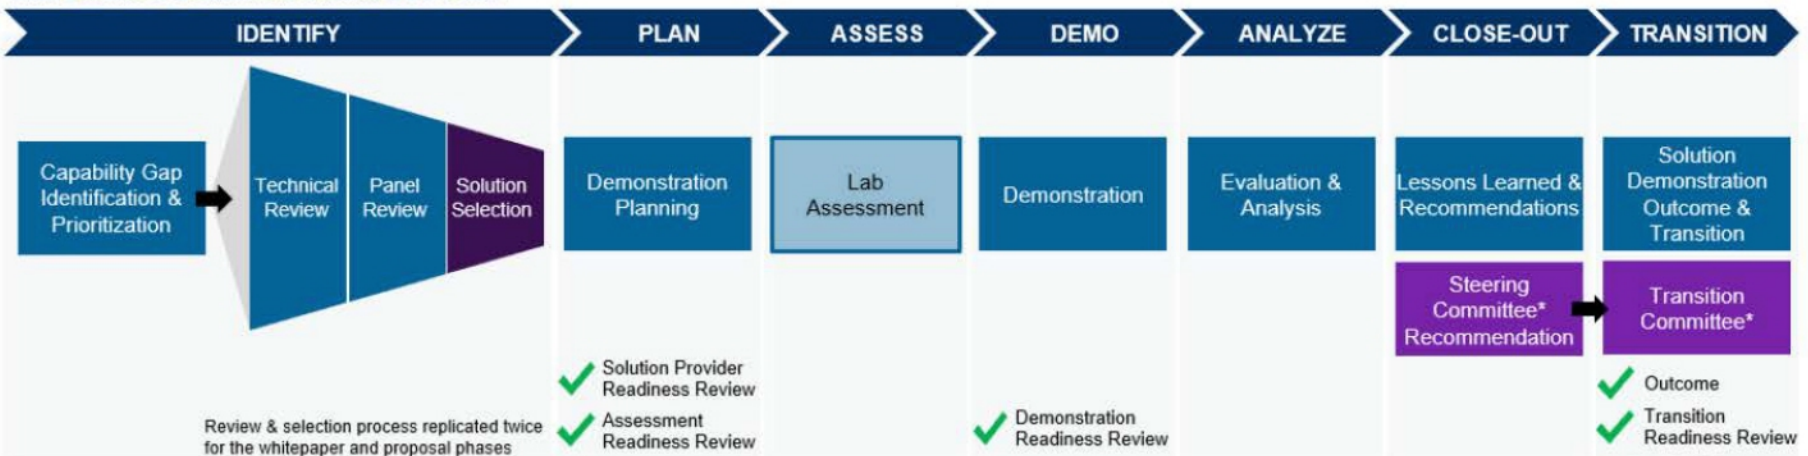 IDENTIFY
PLAN
ASSESS
DEMO
ANALYZE
CLOSE-OUT
TRANSITION
Capability Gap
Identification &
Prioritization
Technical
Review
Panel
Review
Solution
Selection
Demonstration
Planning
Lab
Assessment
Demonstration
Evaluation &
Analysis
Lessons Learned &
Recommendations
Solution
Demonstration
Outcome &
Transition
Steering
Committee*
Recommendation
Transition
Committee*
Review & selection process replicated twice
for the whitepaper and proposal phases
Solution Provider
Readiness Review
Assessment
Readiness Review
Demonstration
Readiness Review
Outcome
Transition
Readiness Review